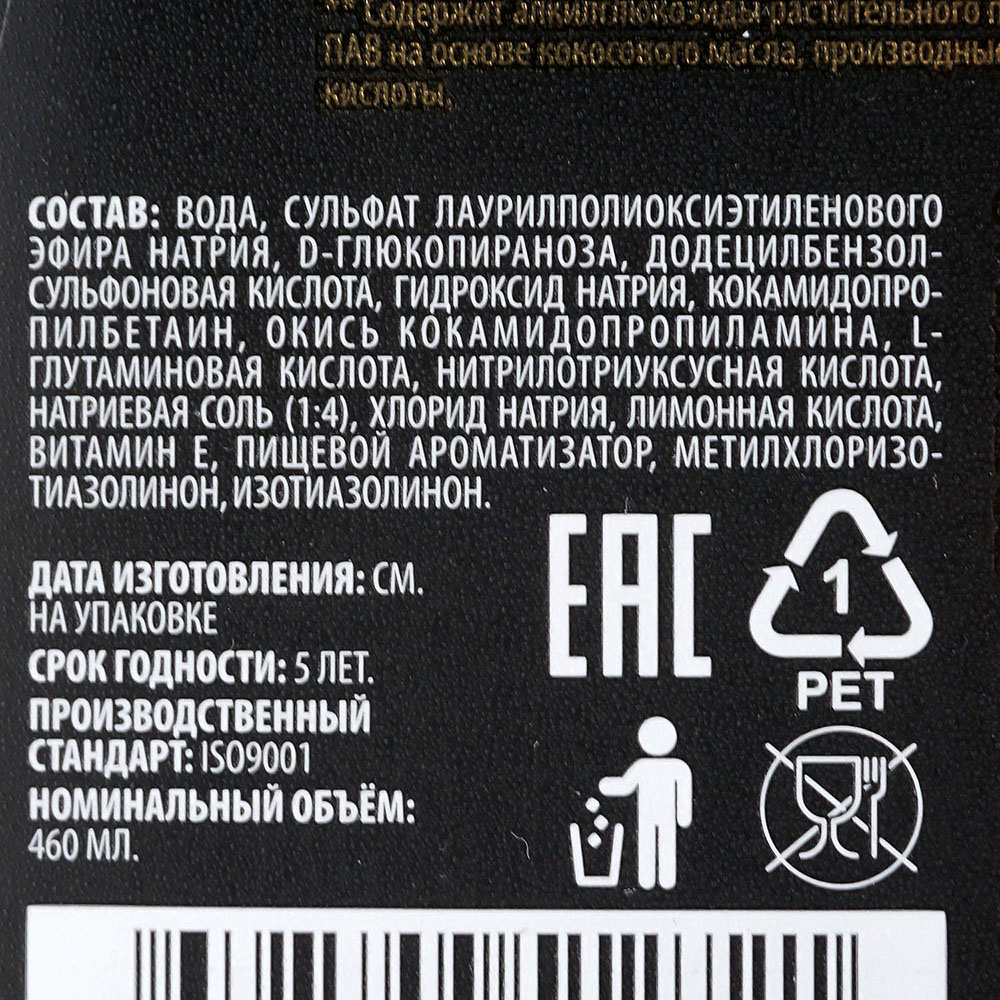 ** Содержит алкилглюкозиды растительного
ПАВ на основе кокосового масла, производны
кислоты.
СОСТАВ: ВОДА, СУЛЬФАТ ЛАУРИЛПОЛИОКСИЭТИЛЕНОВОГО
ЭФИРА НАТРИЯ, D-ГЛЮКОПИРАНОЗА, ДОДЕЦИЛБЕНЗОЛ-
СУЛЬФОНОВАЯ КИСЛОТА, ГИДРОКСИД НАТРИЯ, КОКАМИДОПРО-
ПИЛБЕТАИН, ОКИСЬ КОКАМИДОПРОПИЛАМИНА, L-
ГЛУТАМИНОВАЯ КИСЛОТА, НИТРИЛОТРИУКСУСНАЯ КИСЛОТА,
НАТРИЕВАЯ СОЛЬ (1:4), ХЛОРИД НАТРИЯ, ЛИМОННАЯ КИСЛОТА,
ВИТАМИН Е, ПИЩЕВОЙ АРОМАТИЗАТОР, МЕТИЛХЛОРИЗО-
ТИАЗОЛИНОН, ИЗОТИАЗОЛИНОН.
ДАТА ИЗГОТОВЛЕНИЯ: СМ.
НА УПАКОВКЕ
СРОК ГОДНОСТИ: 5 ЛЕТ.
ПРОИЗВОДСТВЕННЫЙ
СТАНДАРТ: ISO9001
НОМИНАЛЬНЫЙ ОБЪЁМ:
460 МЛ.
EAC
1
PET